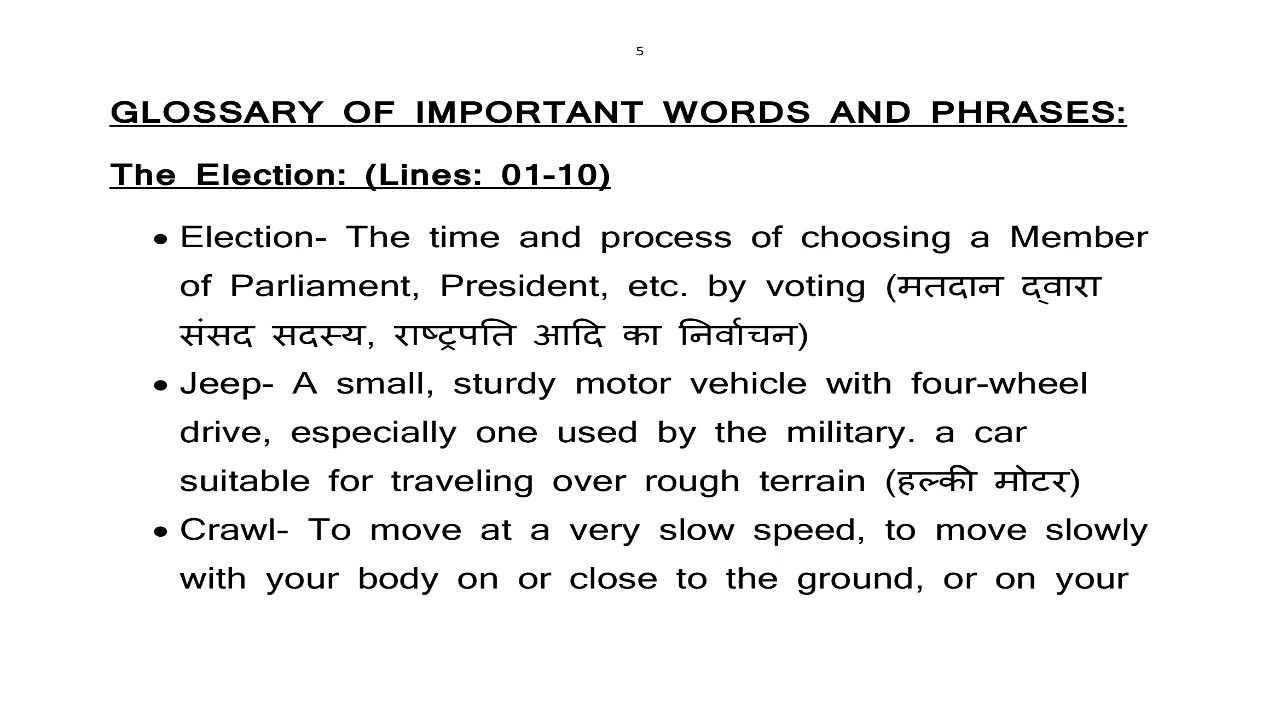 5
GLOSSARY OF IMPORTANT WORDS AND PHRASES:
The Election: (Lines: 01-10)
• Election- The time and process of choosing a Member
of Parliament, President, etc. by voting (मतदान द्वारा
संसद सदस्य, राष्ट्रपति आदि का निर्वाचन)
• Jeep- A small, sturdy motor vehicle with four-wheel
drive, especially one used by the military. a car
suitable for traveling over rough terrain (हल्की मोटर)
• Crawl- To move at a very slow speed, to move slowly
with your body on or close to the ground, or on your